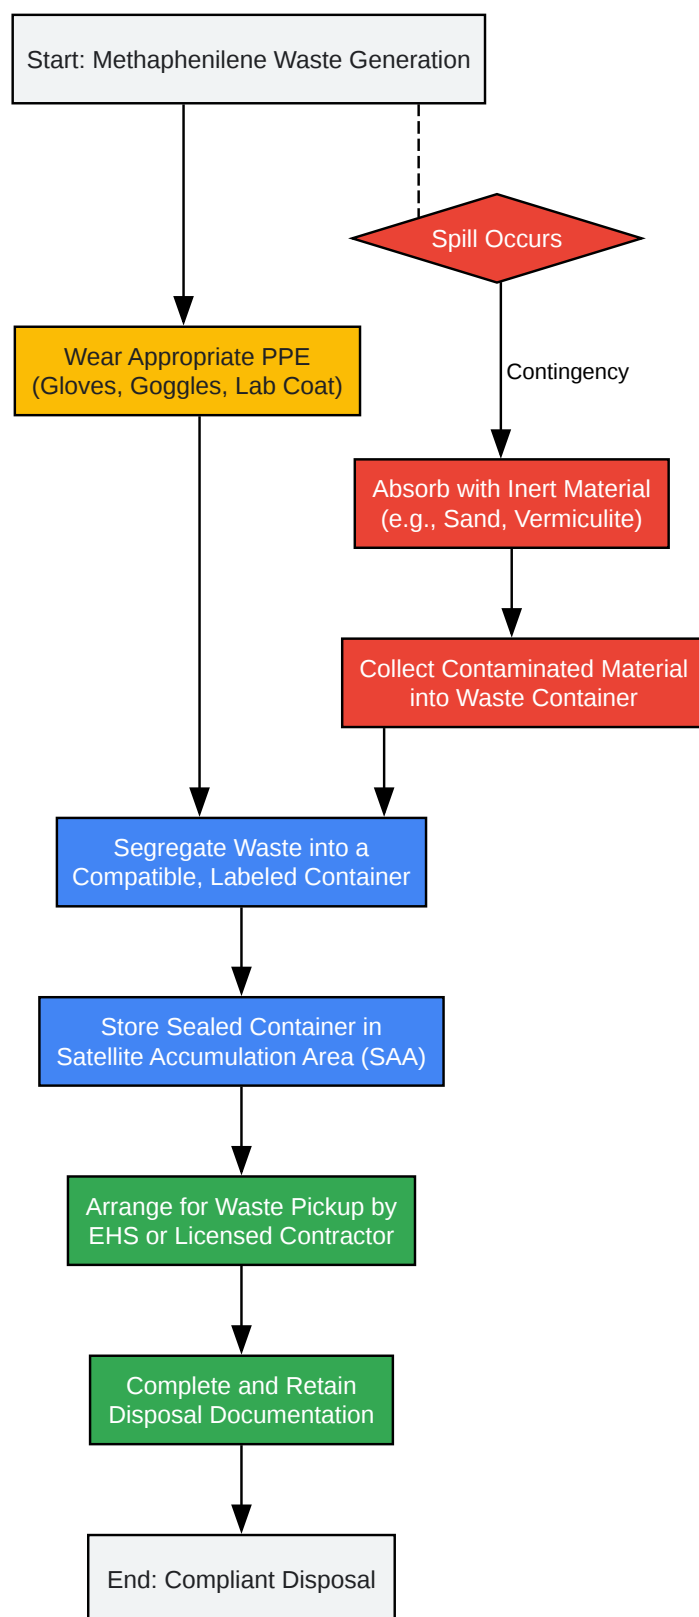 Start: Methaphenilene Waste Generation
Spill Occurs
Wear Appropriate PPE
(Gloves, Goggles, Lab Coat)
Contingency
Absorb with Inert Material
(e.g., Sand, Vermiculite)
Collect Contaminated Material
into Waste Container
Segregate Waste into a
Compatible, Labeled Container
Store Sealed Container in
Satellite Accumulation Area (SAA)
Arrange for Waste Pickup by
EHS or Licensed Contractor
Complete and Retain
Disposal Documentation
End: Compliant Disposal